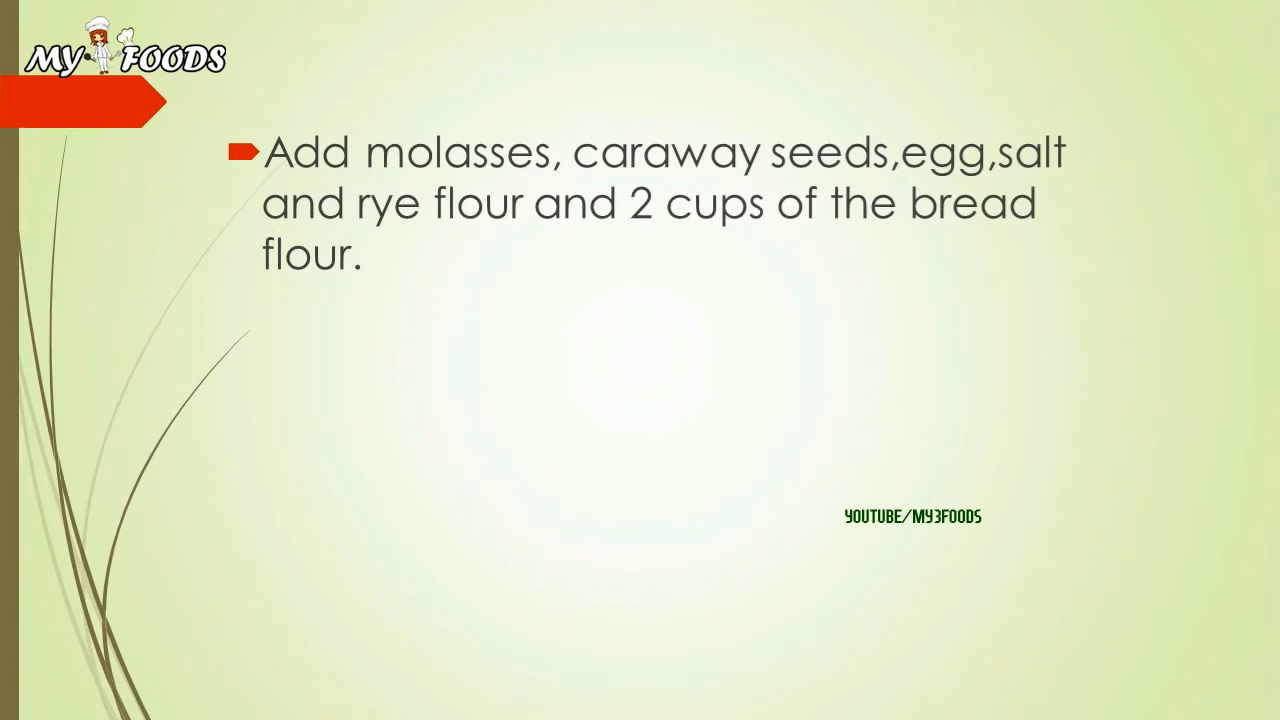 MY FOODS
Add molasses, caraway seeds,egg,salt
and rye flour and 2 cups of the bread
flour.
YOUTUBE/MY3FOODS